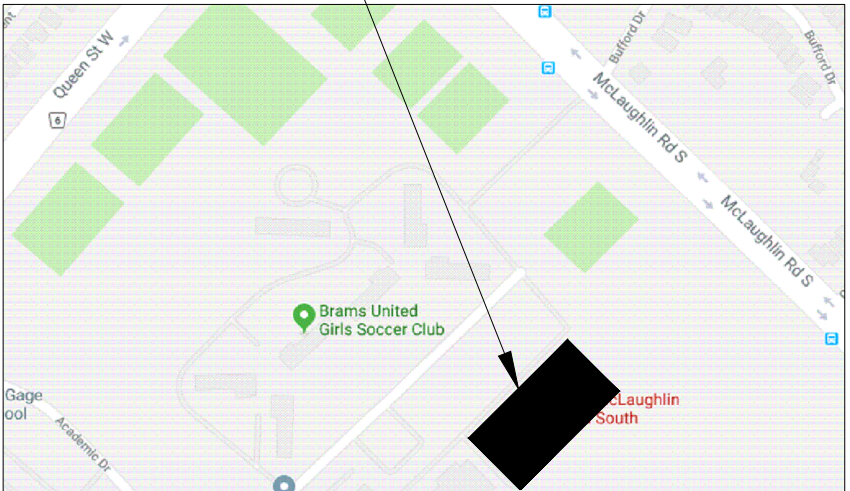 Queen St W
6
Bufford Dr
Bufford Dr
McLaughlin Rd S
McLaughlin Rd S
Brams United
Girls Soccer Club
cLaughlin
South
Gage
ool
Academic Dr